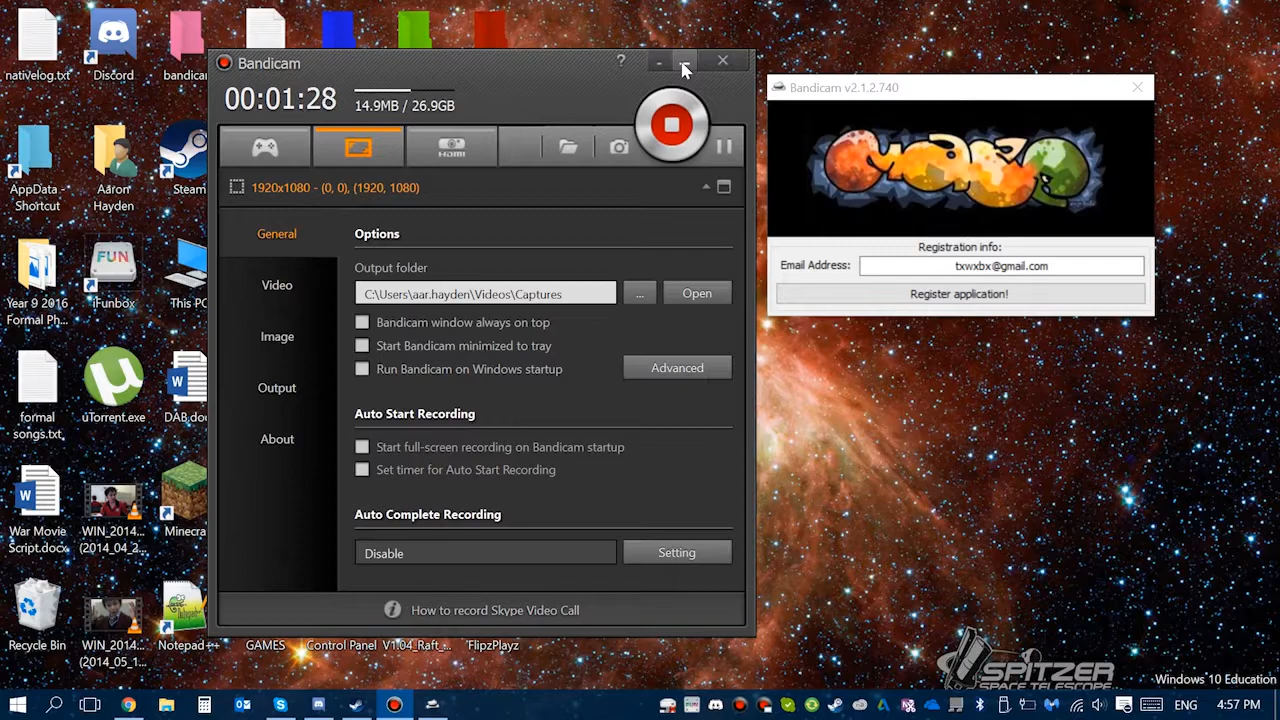 nativelog.txt
Discord
bandicam
AppData -
Shortcut
Aaron
Hayden
Steam
Year 9 2016
Formal Ph...
iFunbox
This PC
formal
songs.txt
uTorrent.exe
DAB.doc
War Movie
Script.docx
WIN_2014...
(2014_04_2...
Minecra
Recycle Bin
WIN_2014...
(2014_05_1...
Notepad++
GAMES
Control Panel
V1.04_Raft_...
FlipzPlayz
Bandicam
?
00:01:28
14.9MB / 26.9GB
HDMI
1920x1080 - (0, 0), (1920, 1080)
General
Video
Image
Output
About
Options
Output folder
C:\Users\aar.hayden\Videos\Captures
...
Open
Bandicam window always on top
Start Bandicam minimized to tray
Run Bandicam on Windows startup
Advanced
Auto Start Recording
Start full-screen recording on Bandicam startup
Set timer for Auto Start Recording
Auto Complete Recording
Disable
Setting
How to record Skype Video Call
Bandicam v2.1.2.740
Registration info:
Email Address:
txwxbx@gmail.com
Register application!
SPITZER
SPACE TELESCOPE
Windows 10 Education
ENG
4:57 PM